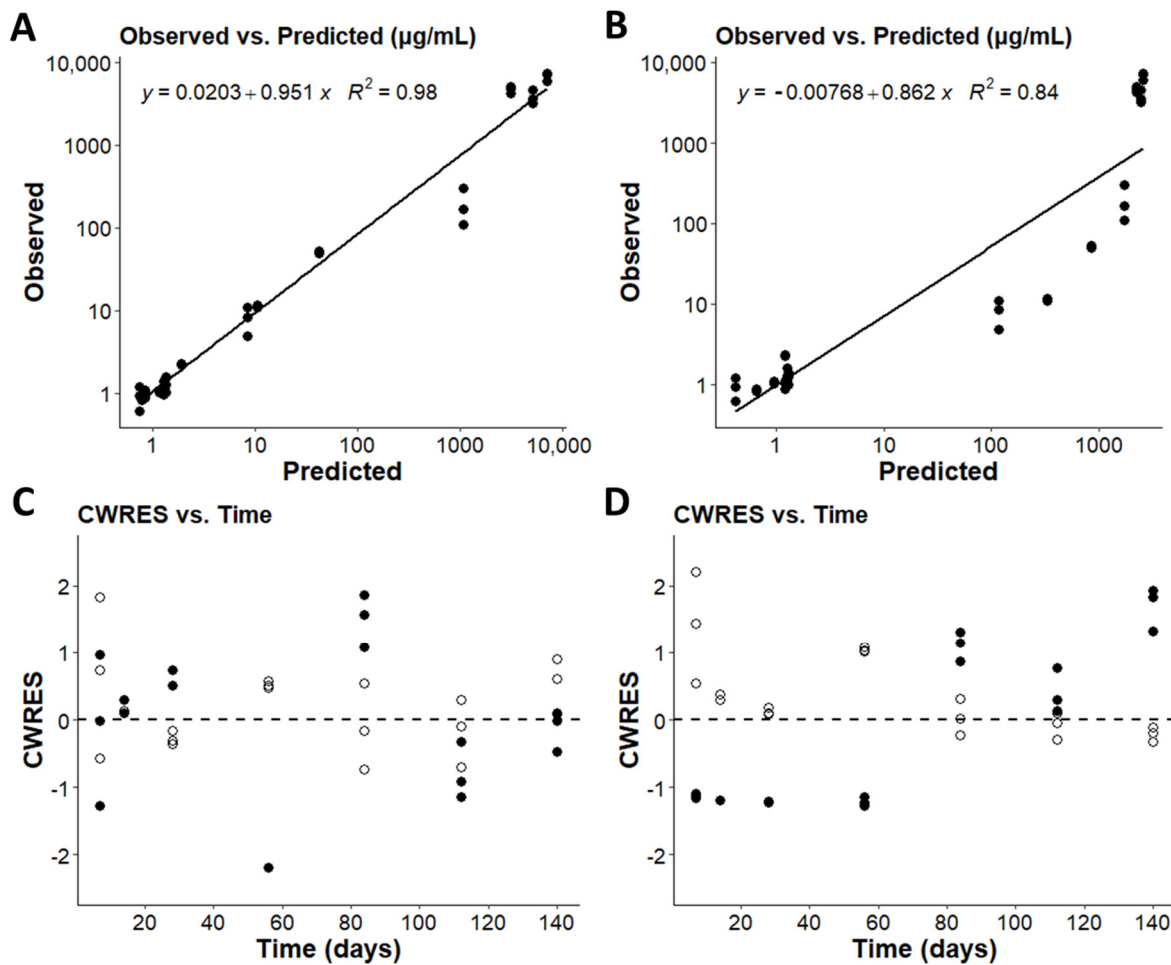 A
Observed vs. Predicted (µg/mL)
y = 0.0203+0.951 x R² = 0.98
10,000
1000
100
10
1
Observed
1 10 100 1000 10,000
Predicted
B
Observed vs. Predicted (µg/mL)
y = -0.00768+0.862 x R² = 0.84
10,000
1000
100
10
1
Observed
1 10 100 1000
Predicted
C
CWRES vs. Time
2
1
0
-1
-2
CWRES
20 40 60 80 100 120 140
Time (days)
D
CWRES vs. Time
2
1
0
-1
-2
CWRES
20 40 60 80 100 120 140
Time (days)